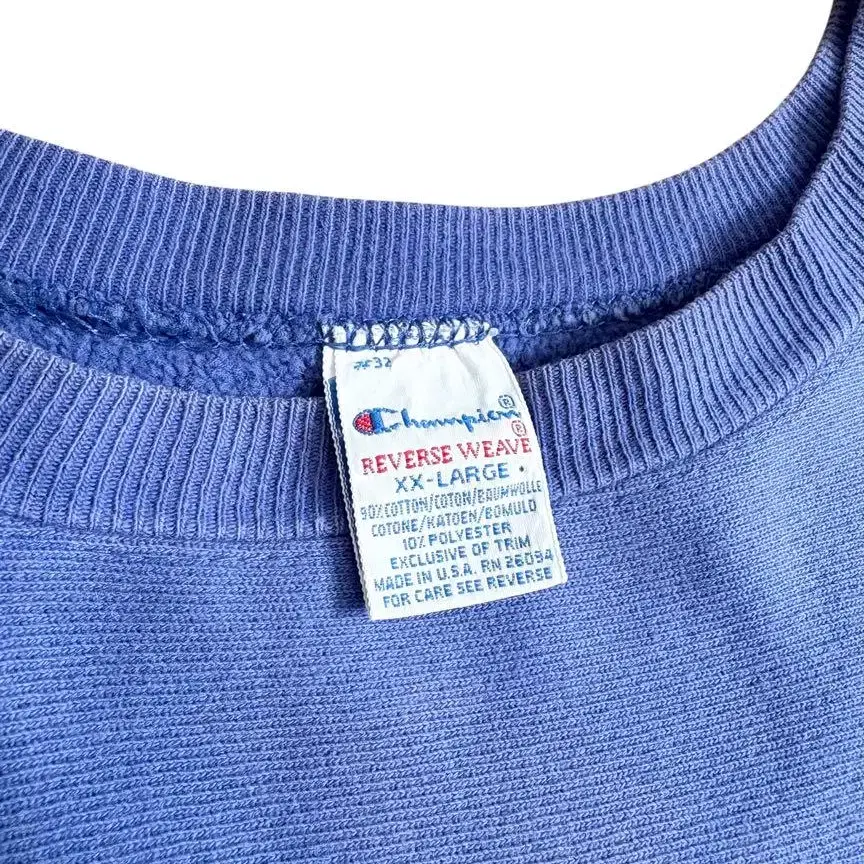 #32
Champion®
REVERSE WEAVE®
XX-LARGE •
90% COTTON/COTON/BAUMWOLLE
COTONE/KATOEN/BOMULD
10% POLYESTER
EXCLUSIVE OF TRIM
MADE IN U.S.A. RN 26094
FOR CARE SEE REVERSE